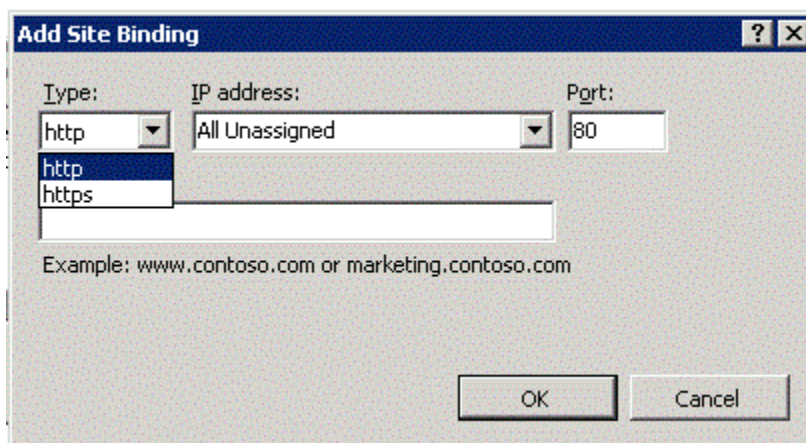 Add Site Binding
Type: IP address: Port:
http All Unassigned 80
http
https
Example: www.contoso.com or marketing.contoso.com
OK Cancel